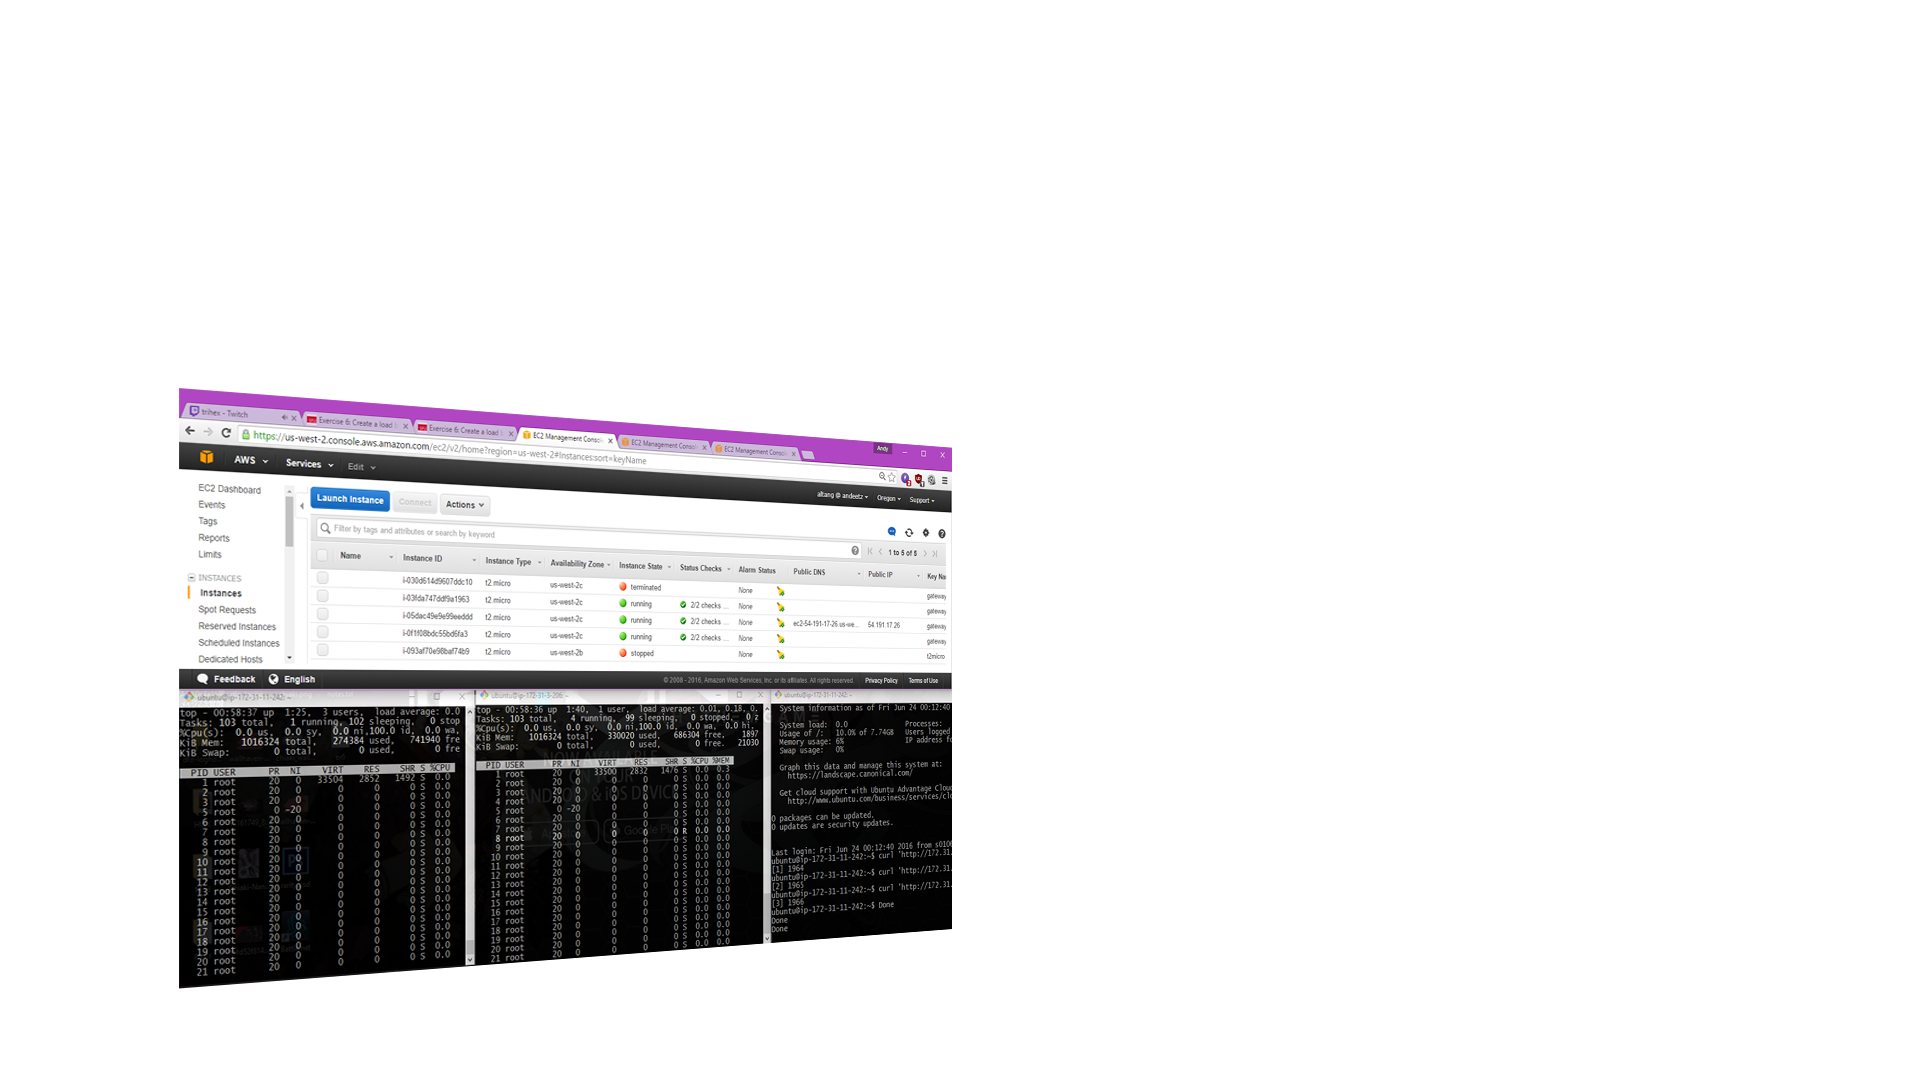 trihex - Twitch
Exercise 6: Create a load
Exercise 6: Create a load
EC2 Management Conso
EC2 Management Conso
EC2 Management Conso
Andy
https://us-west-2.console.aws.amazon.com/ec2/v2/home?region=us-west-2#Instances:sort=keyName
AWS Services Edit
altang @ andeetz Oregon Support
EC2 Dashboard
Events
Tags
Reports
Limits
INSTANCES
Instances
Spot Requests
Reserved Instances
Scheduled Instances
Dedicated Hosts
Launch Instance Connect Actions
Filter by tags and attributes or search by keyword
1 to 5 of 5
Name Instance ID Instance Type Availability Zone Instance State Status Checks Alarm Status Public DNS Public IP Key Na
i-030d614d9607ddc10 t2.micro us-west-2c terminated None gateway
i-03fda747ddf9a1963 t2.micro us-west-2c running 2/2 checks ... None gateway
i-05dac49e9e99eeddd t2.micro us-west-2c running 2/2 checks ... None ec2-54-191-17-26.us-we... 54.191.17.26 gateway
i-0f1f08bdc55bd6fa3 t2.micro us-west-2c running 2/2 checks ... None gateway
i-093af70e98baf74b9 t2.micro us-west-2b stopped None t2micro
Feedback English
© 2008 - 2016, Amazon Web Services, Inc. or its affiliates. All rights reserved. Privacy Policy Terms of Use
ubuntu@ip-172-31-11-242: ~
top - 00:58:37 up 1:25, 3 users, load average: 0.0
Tasks: 103 total, 1 running, 102 sleeping, 0 stop
%Cpu(s): 0.0 us, 0.0 sy, 0.0 ni,100.0 id, 0.0 wa,
KiB Mem: 1016324 total, 274384 used, 741940 fre
KiB Swap: 0 total, 0 used, 0 fre
PID USER PR NI VIRT RES SHR S %CPU
1 root 20 0 33504 2852 1492 S 0.0
2 root 20 0 0 0 0 S 0.0
3 root 20 0 0 0 0 S 0.0
5 root 0 -20 0 0 0 S 0.0
6 root 20 0 0 0 0 S 0.0
7 root 20 0 0 0 0 S 0.0
8 root 20 0 0 0 0 S 0.0
9 root 20 0 0 0 0 S 0.0
10 root 20 0 0 0 0 S 0.0
11 root 20 0 0 0 0 S 0.0
12 root 20 0 0 0 0 S 0.0
13 root 20 0 0 0 0 S 0.0
14 root 20 0 0 0 0 S 0.0
15 root 20 0 0 0 0 S 0.0
16 root 20 0 0 0 0 S 0.0
17 root 20 0 0 0 0 S 0.0
18 root 20 0 0 0 0 S 0.0
19 root 20 0 0 0 0 S 0.0
20 root 20 0 0 0 0 S 0.0
21 root 20 0 0 0 0 S 0.0
ubuntu@ip-172-31-3-206: ~
top - 00:58:36 up 1:40, 1 user, load average: 0.01, 0.18, 0.
Tasks: 103 total, 4 running, 99 sleeping, 0 stopped, 0 z
%Cpu(s): 0.0 us, 0.0 sy, 0.0 ni,100.0 id, 0.0 wa, 0.0 hi,
KiB Mem: 1016324 total, 330020 used, 686304 free, 1897
KiB Swap: 0 total, 0 used, 0 free. 21030
PID USER PR NI VIRT RES SHR S %CPU %MEM
1 root 20 0 33500 2832 1476 S 0.0 0.3
2 root 20 0 0 0 0 S 0.0 0.0
3 root 20 0 0 0 0 S 0.0 0.0
4 root 20 0 0 0 0 S 0.0 0.0
5 root 0 -20 0 0 0 S 0.0 0.0
6 root 20 0 0 0 0 S 0.0 0.0
7 root 20 0 0 0 0 S 0.0 0.0
8 root 20 0 0 0 0 R 0.0 0.0
9 root 20 0 0 0 0 S 0.0 0.0
10 root 20 0 0 0 0 S 0.0 0.0
11 root 20 0 0 0 0 S 0.0 0.0
12 root 20 0 0 0 0 S 0.0 0.0
13 root 20 0 0 0 0 S 0.0 0.0
14 root 20 0 0 0 0 S 0.0 0.0
15 root 20 0 0 0 0 S 0.0 0.0
16 root 20 0 0 0 0 S 0.0 0.0
17 root 20 0 0 0 0 S 0.0 0.0
18 root 20 0 0 0 0 S 0.0 0.0
19 root 20 0 0 0 0 S 0.0 0.0
20 root 20 0 0 0 0 S 0.0 0.0
21 root 20 0 0 0 0 S 0.0 0.0
NOW AVAILABLE
ON YOUR
ANDROID & iOS DEVIC
Google Pl
ubuntu@ip-172-31-11-242: ~
System information as of Fri Jun 24 00:12:40
System load: 0.0 Processes:
Usage of /: 10.0% of 7.74GB Users logged
Memory usage: 6% IP address fo
Swap usage: 0%
Graph this data and manage this system at:
https://landscape.canonical.com/
Get cloud support with Ubuntu Advantage Cloud
http://www.ubuntu.com/business/services/clo
0 packages can be updated.
0 updates are security updates.
Last login: Fri Jun 24 00:12:40 2016 from s0106
ubuntu@ip-172-31-11-242:~$ curl 'http://172.31.
[1] 1964
ubuntu@ip-172-31-11-242:~$ curl 'http://172.31.
[2] 1965
ubuntu@ip-172-31-11-242:~$ curl 'http://172.31.
[3] 1966
ubuntu@ip-172-31-11-242:~$ Done
Done
Done